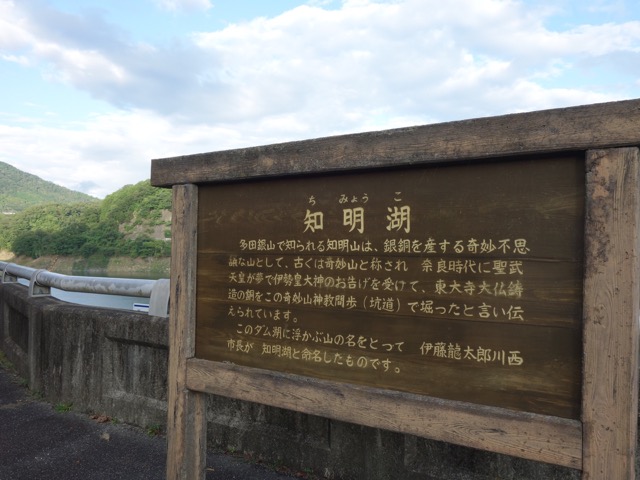 ちみょうこ
知明湖
多田銀山で知られる知明山は、銀銅を産する奇妙不思
議な山として、古くは奇妙山と称され 奈良時代に聖武
天皇が夢で伊勢皇大神のお告げを受けて、東大寺大仏鋳
造の銅をこの奇妙山神教間歩（坑道）で掘ったと言い伝
えられています。
このダム湖に浮かぶ山の名をとって 伊藤龍太郎川西
市長が 知明湖と命名したものです。